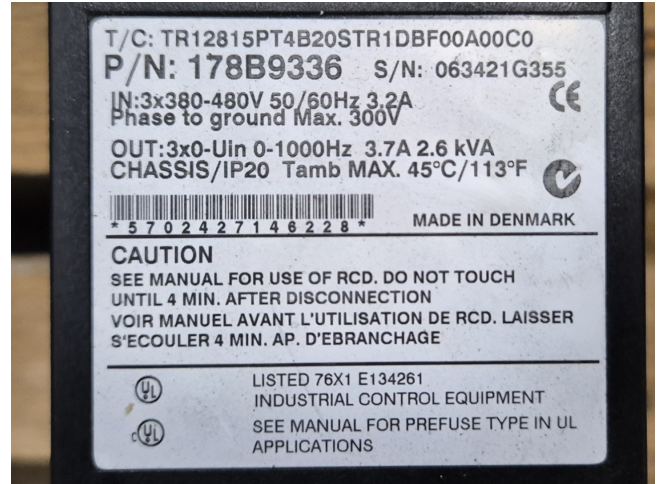 T/C: TR12815PT4B20STR1DBF00A00C0
P/N: 178B9336 S/N: 063421G355
IN:3x380-480V 50/60Hz 3.2A
Phase to ground Max. 300V
OUT:3x0-Uin 0-1000Hz 3.7A 2.6 kVA
CHASSIS/IP20 Tamb MAX. 45°C/113°F
CE
*5702427146228*
MADE IN DENMARK
CAUTION
SEE MANUAL FOR USE OF RCD. DO NOT TOUCH
UNTIL 4 MIN. AFTER DISCONNECTION
VOIR MANUEL AVANT L'UTILISATION DE RCD. LAISSER
S'ECOULER 4 MIN. AP. D'EBRANCHAGE
UL
LISTED 76X1 E134261
INDUSTRIAL CONTROL EQUIPMENT
c UL
SEE MANUAL FOR PREFUSE TYPE IN UL
APPLICATIONS